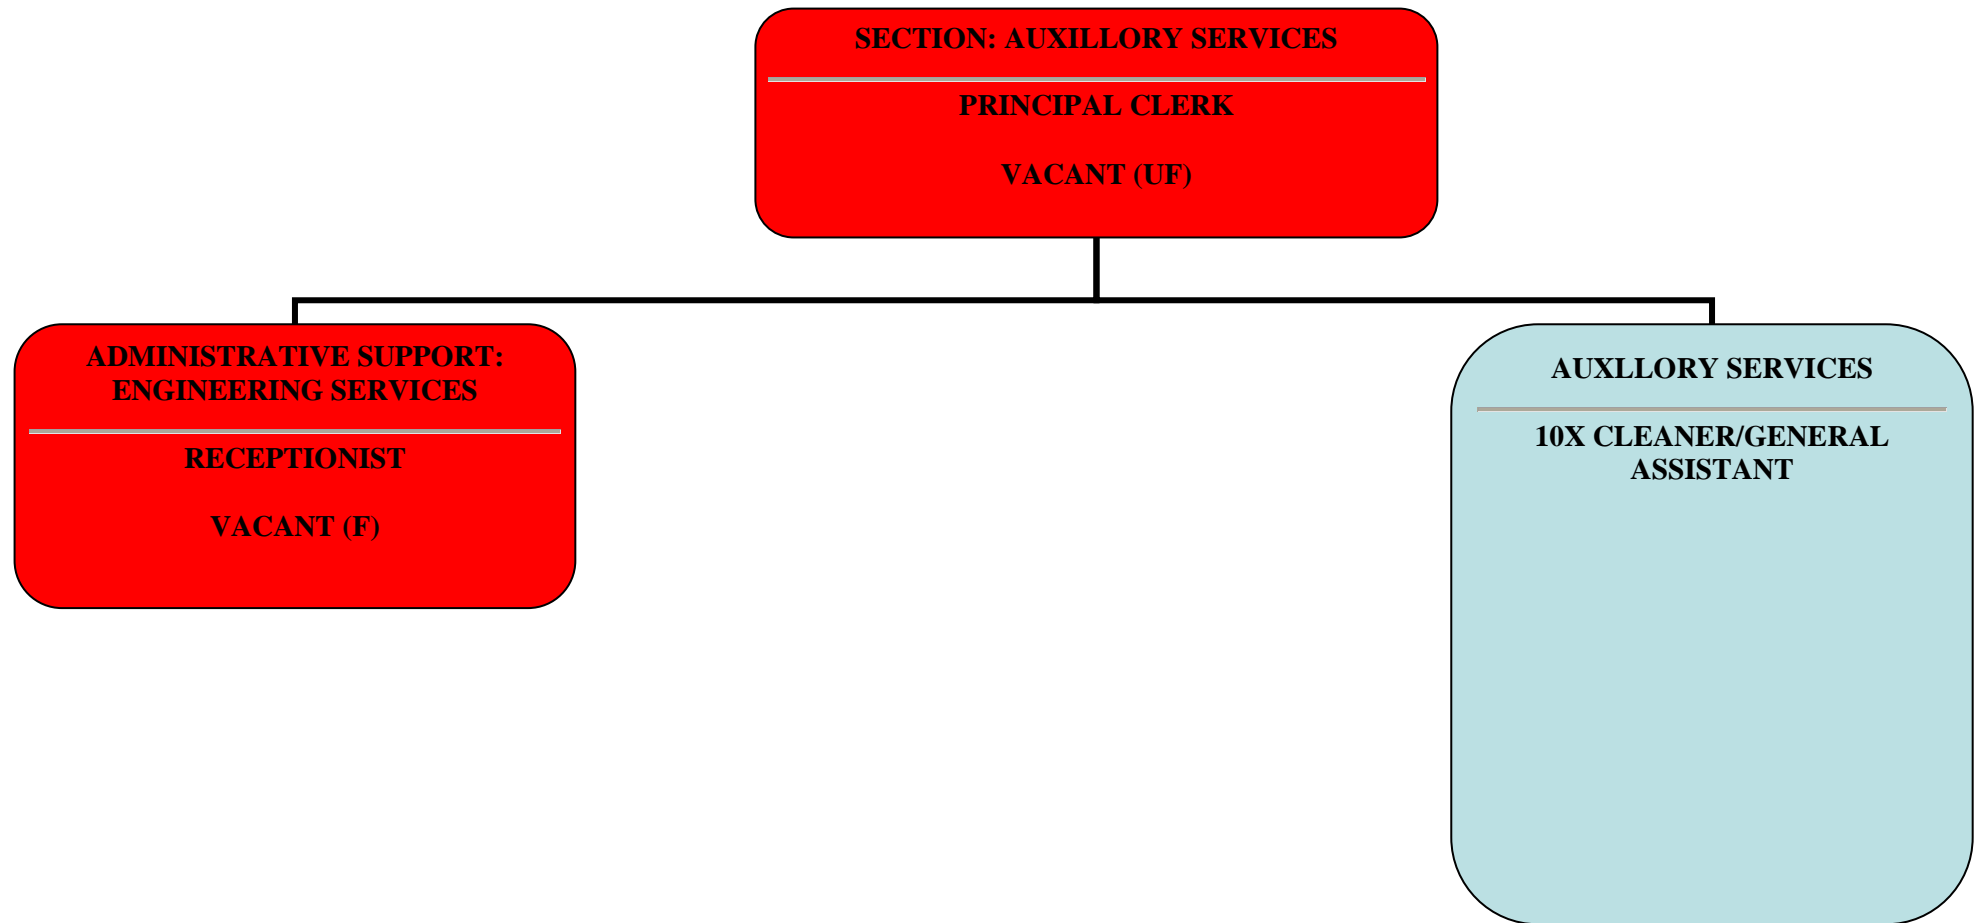 SECTION: AUXILLORY SERVICES
PRINCIPAL CLERK
VACANT (UF)
ADMINISTRATIVE SUPPORT:
ENGINEERING SERVICES
RECEPTIONIST
VACANT (F)
AUXLLORY SERVICES
10X CLEANER/GENERAL
ASSISTANT